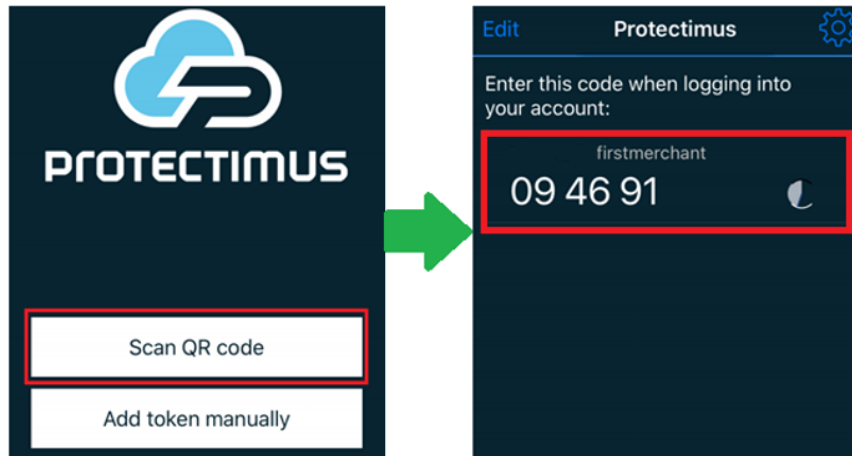 PROTECTIMUS
Scan QR code
Add token manually
Edit
Protectimus
Enter this code when logging into
your account:
firstmerchant
09 46 91